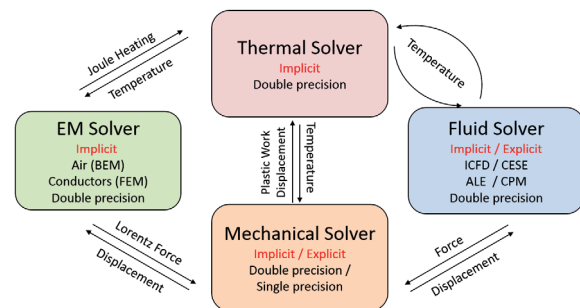 Joule Heating
Temperature
Thermal Solver
Implicit
Double precision
Temperature
EM Solver
Implicit
Air (BEM)
Conductors (FEM)
Double precision
Plastic Work
Displacement
Temperature
Fluid Solver
Implicit / Explicit
ICFD / CESE
ALE / CPM
Double precision
Lorentz Force
Displacement
Mechanical Solver
Implicit / Explicit
Double precision /
Single precision
Force
Displacement